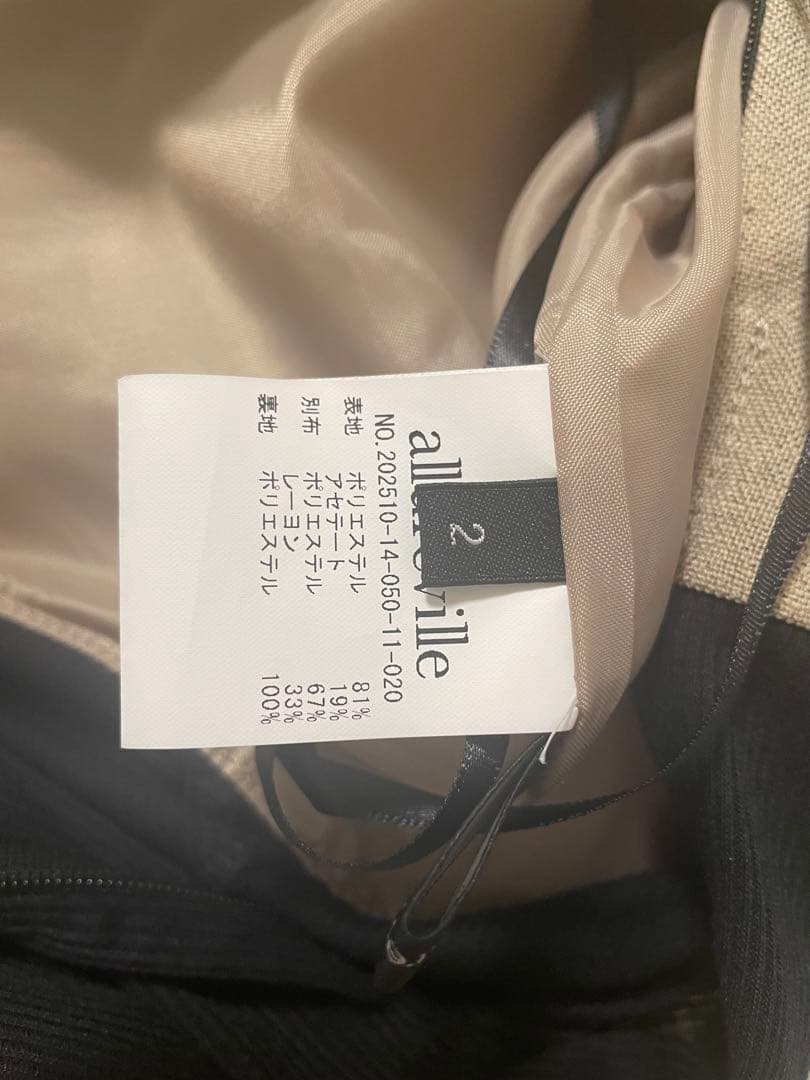 allureville
2
NO. 202510-14-050-11-020
表地 ポリエステル 81%
アセテート 19%
別布 ポリエステル 67%
レーヨン 33%
裏地 ポリエステル 100%